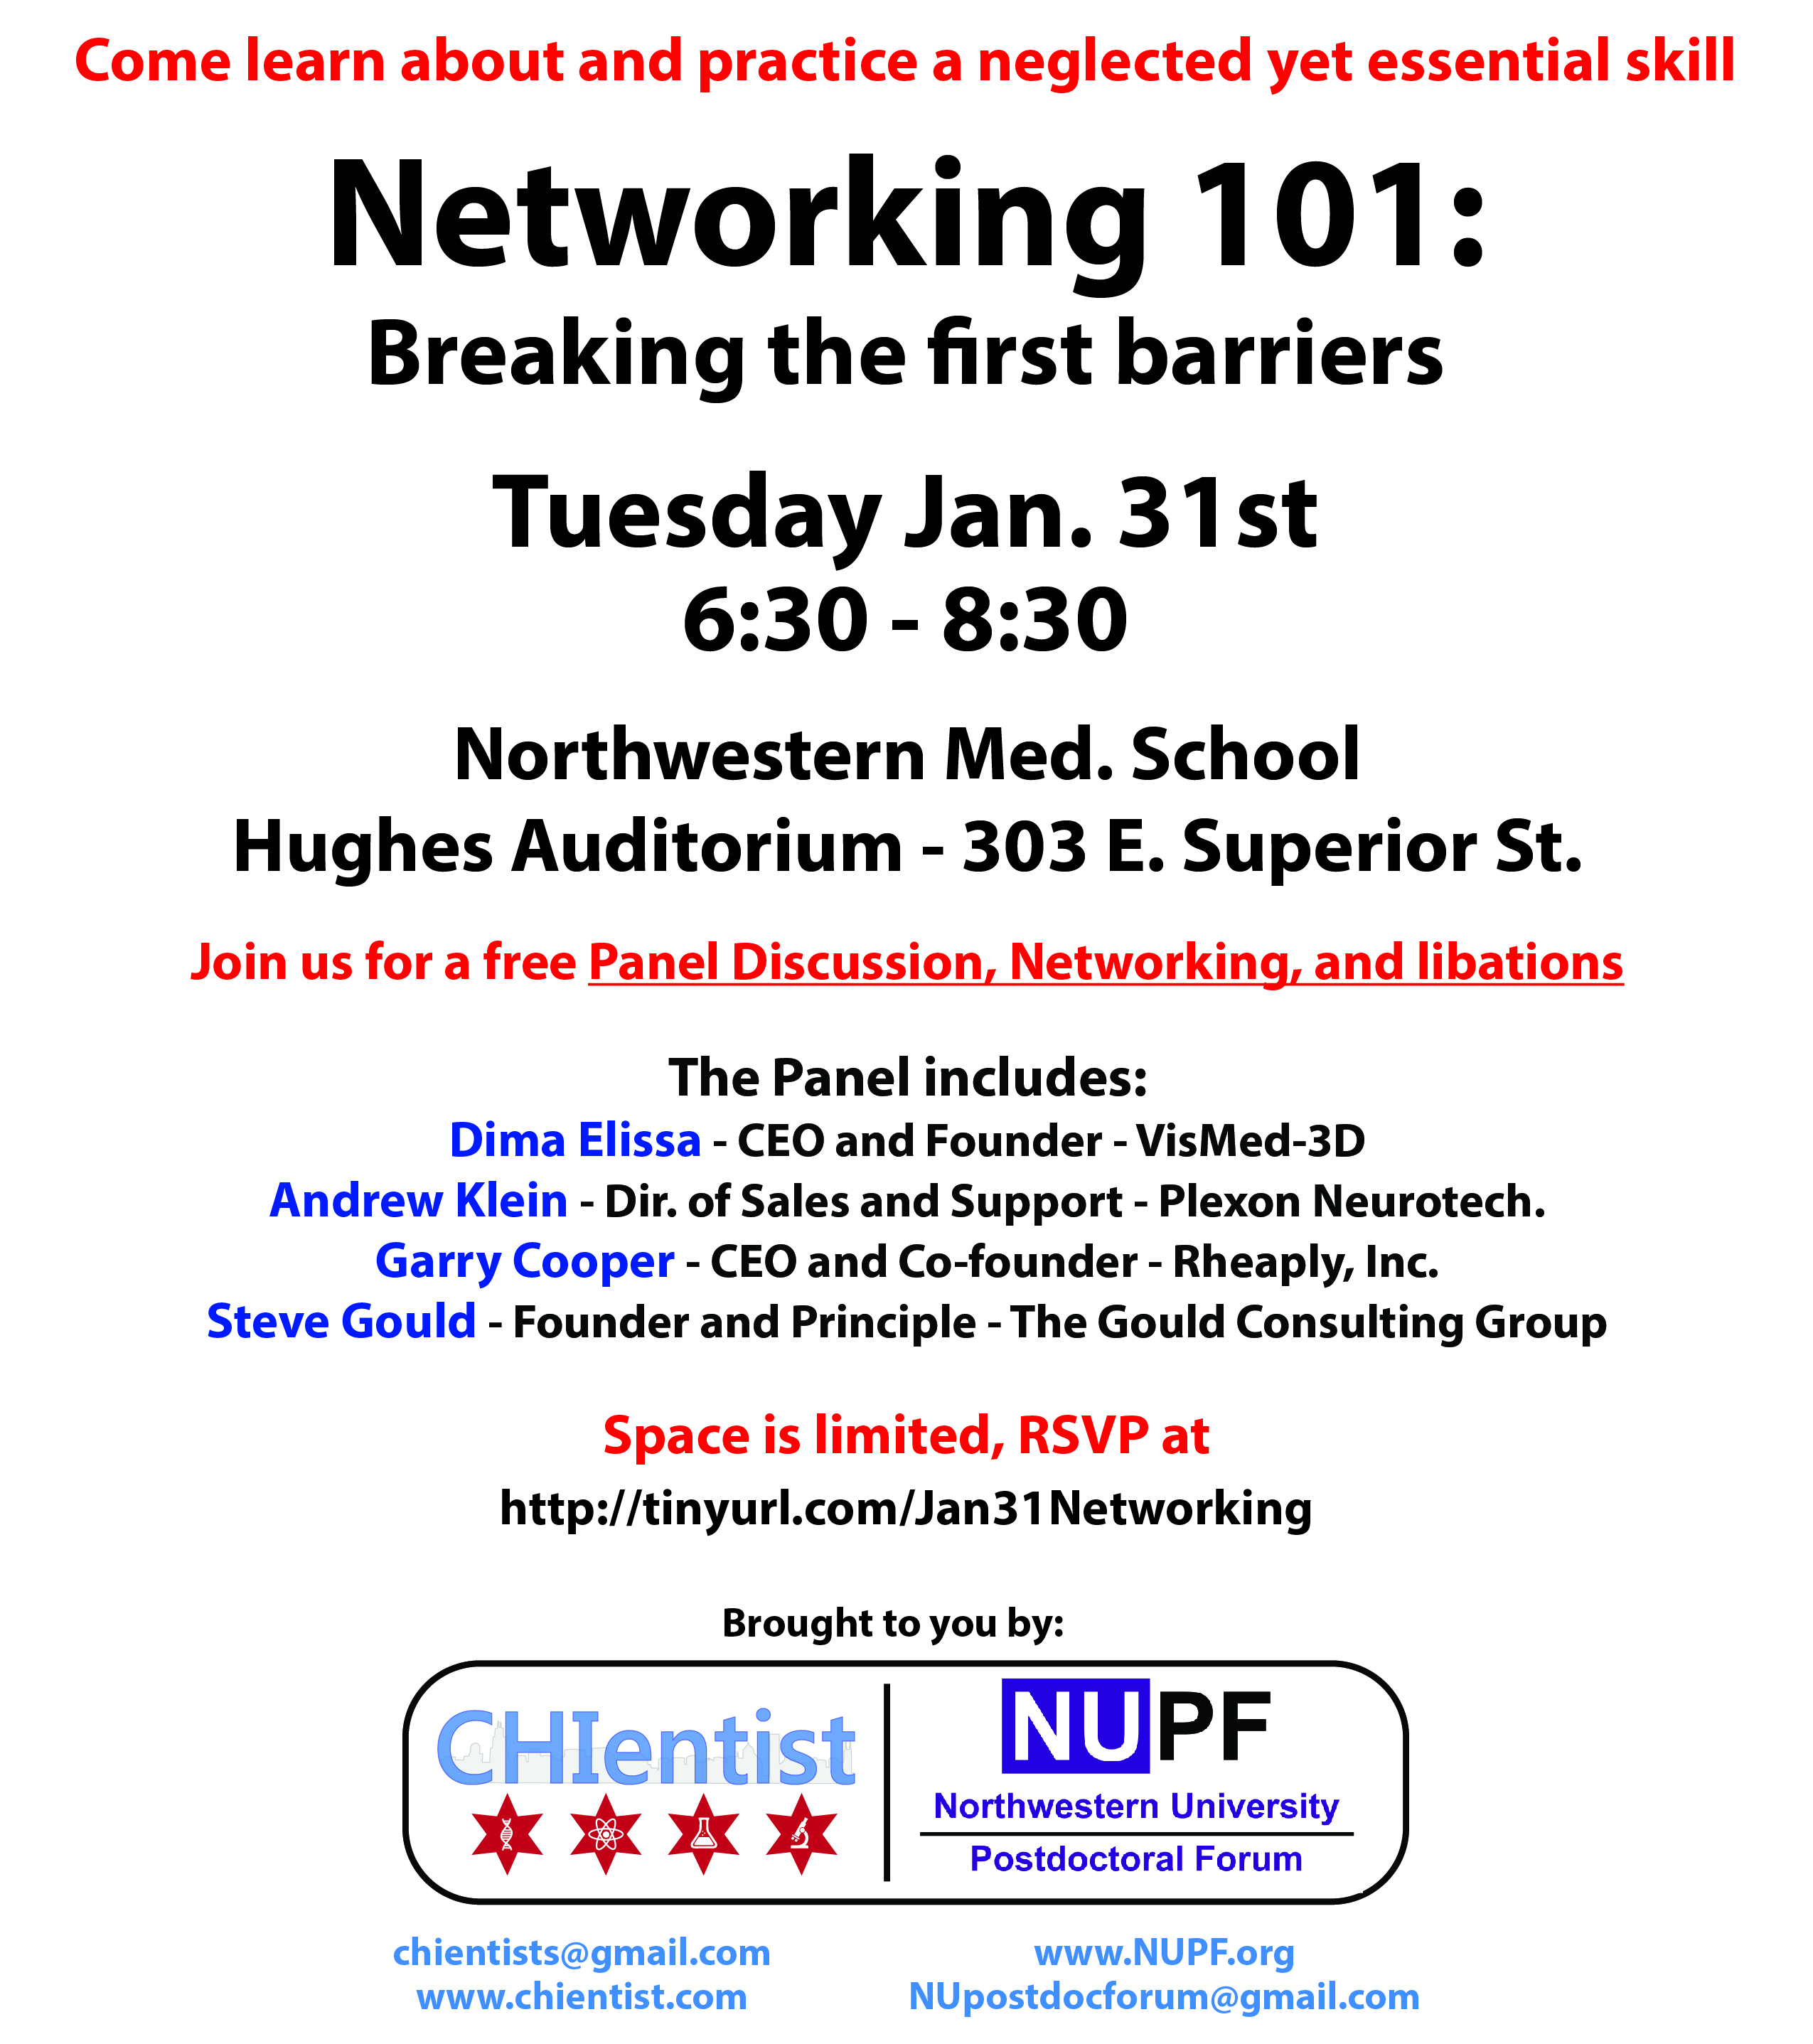 Come learn about and practice a neglected yet essential skill
Networking 101:
Breaking the first barriers
Tuesday Jan. 31st
6:30 - 8:30
Northwestern Med. School
Hughes Auditorium - 303 E. Superior St.
Join us for a free Panel Discussion, Networking, and libations
The Panel includes:
Dima Elissa - CEO and Founder - VisMed-3D
Andrew Klein - Dir. of Sales and Support - Plexon Neurotech.
Garry Cooper - CEO and Co-founder - Rheaply, Inc.
Steve Gould - Founder and Principle - The Gould Consulting Group
Space is limited, RSVP at
http://tinyurl.com/Jan31Networking
Brought to you by:
CHIentist
NUPF
Northwestern University
Postdoctoral Forum
chientists@gmail.com
www.chientist.com
www.NUPF.org
NUpostdocforum@gmail.com